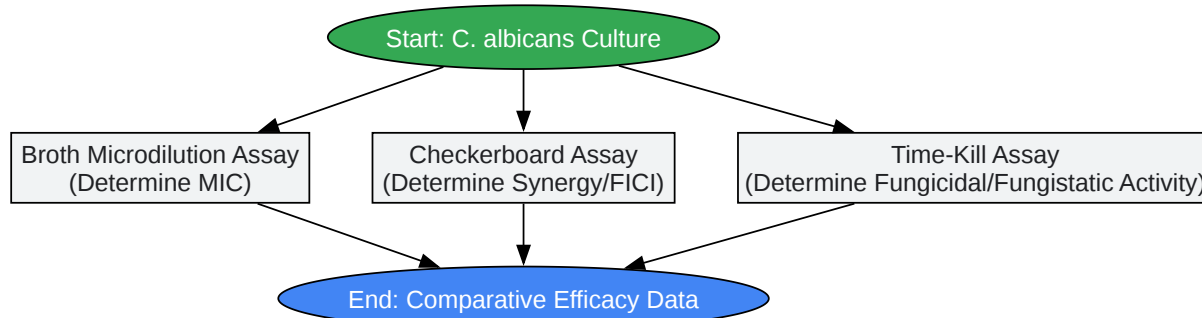 Start: C. albicans Culture
Broth Microdilution Assay
(Determine MIC)
Checkerboard Assay
(Determine Synergy/FICI)
Time-Kill Assay
(Determine Fungicidal/Fungistatic Activity)
End: Comparative Efficacy Data